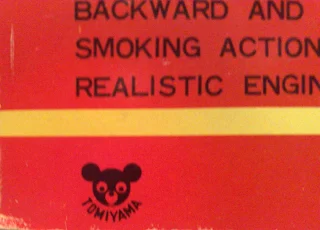 BACKWARD AND
SMOKING ACTION
REALISTIC ENGIN
TOMIYAMA